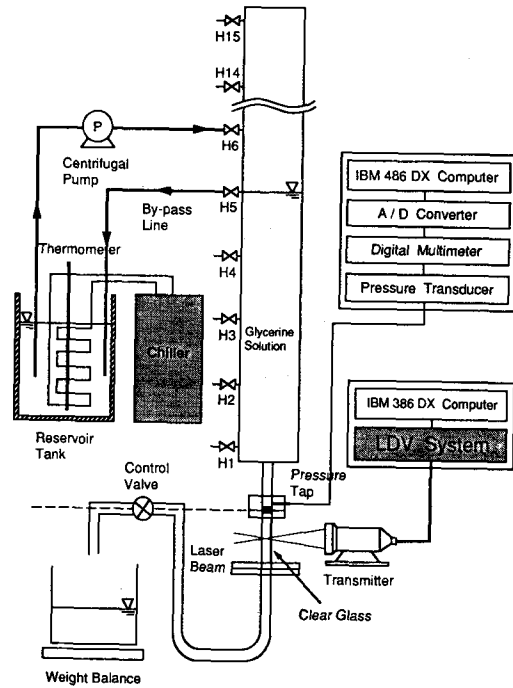 H15
H14
P
H6
Centrifugal
Pump
IBM 486 DX Computer
A / D Converter
Digital Multimeter
Pressure Transducer
H5
By-pass
Line
Thermometer
H4
H3
Glycerine
Solution
Chiller
H2
IBM 386 DX Computer
LDV System
Reservoir
Tank
H1
Control
Valve
Pressure
Tap
Laser
Beam
Transmitter
Clear Glass
Weight Balance